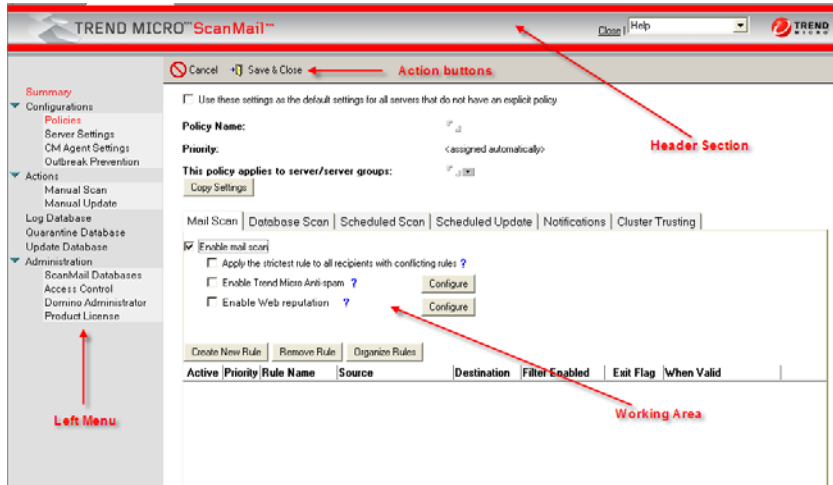 TREND MICRO™ ScanMail™
Close | Help
TREND MICRO
Cancel Save & Close Action buttons
Header Section
Summary
Configurations
Policies
Server Settings
CM Agent Settings
Outbreak Prevention
Actions
Manual Scan
Manual Update
Log Database
Quarantine Database
Update Database
Administration
ScanMail Databases
Access Control
Domino Administrator
Product License
Left Menu
Use these settings as the default settings for all servers that do not have an explicit policy
Policy Name:
Priority: <assigned automatically>
This policy applies to server/server groups:
Copy Settings
Mail Scan | Database Scan | Scheduled Scan | Scheduled Update | Notifications | Cluster Trusting
Enable mail scan
Apply the strictest rule to all recipients with conflicting rules ?
Enable Trend Micro Anti-spam ? Configure
Enable Web reputation ? Configure
Create New Rule Remove Rule Organize Rules
Active Priority Rule Name Source Destination Filter Enabled Exit Flag When Valid
Working Area